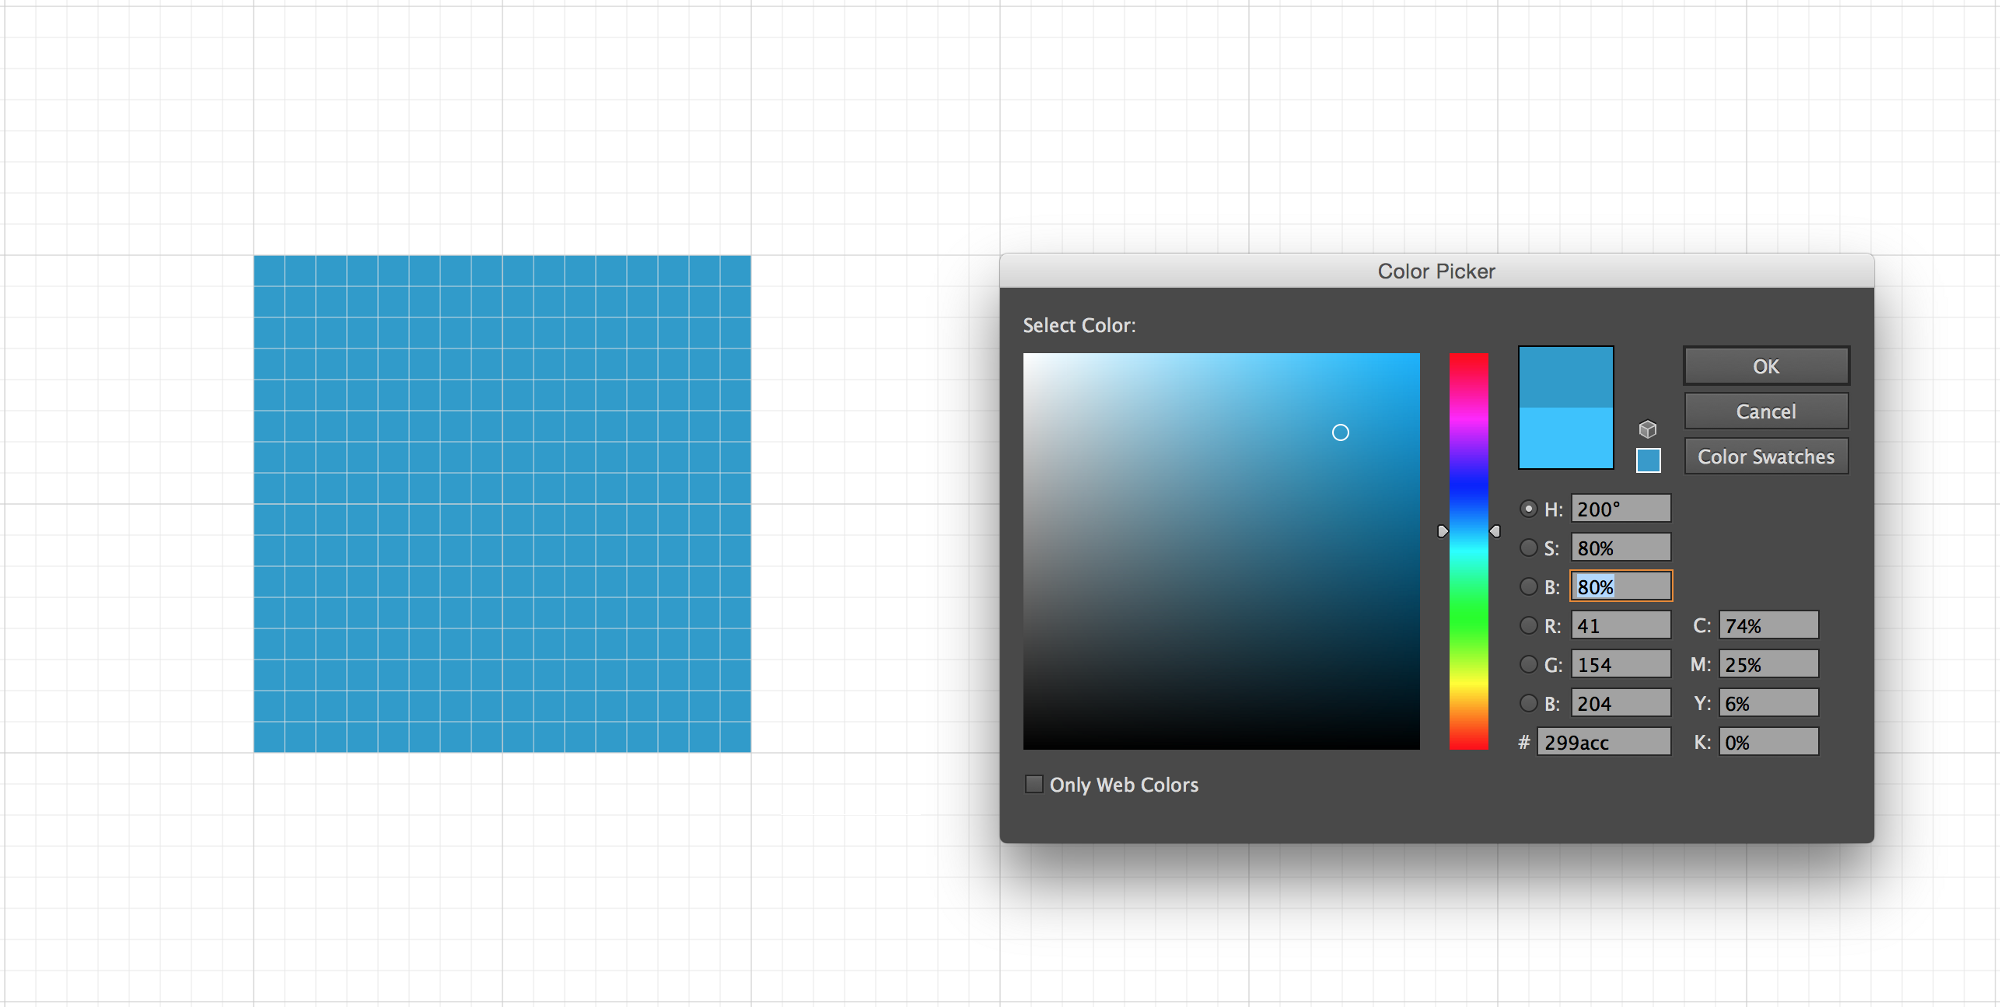 Color Picker
Select Color:
OK
Cancel
Color Swatches
H: 200°
S: 80%
B: 80%
R: 41 C: 74%
G: 154 M: 25%
B: 204 Y: 6%
# 299acc K: 0%
Only Web Colors